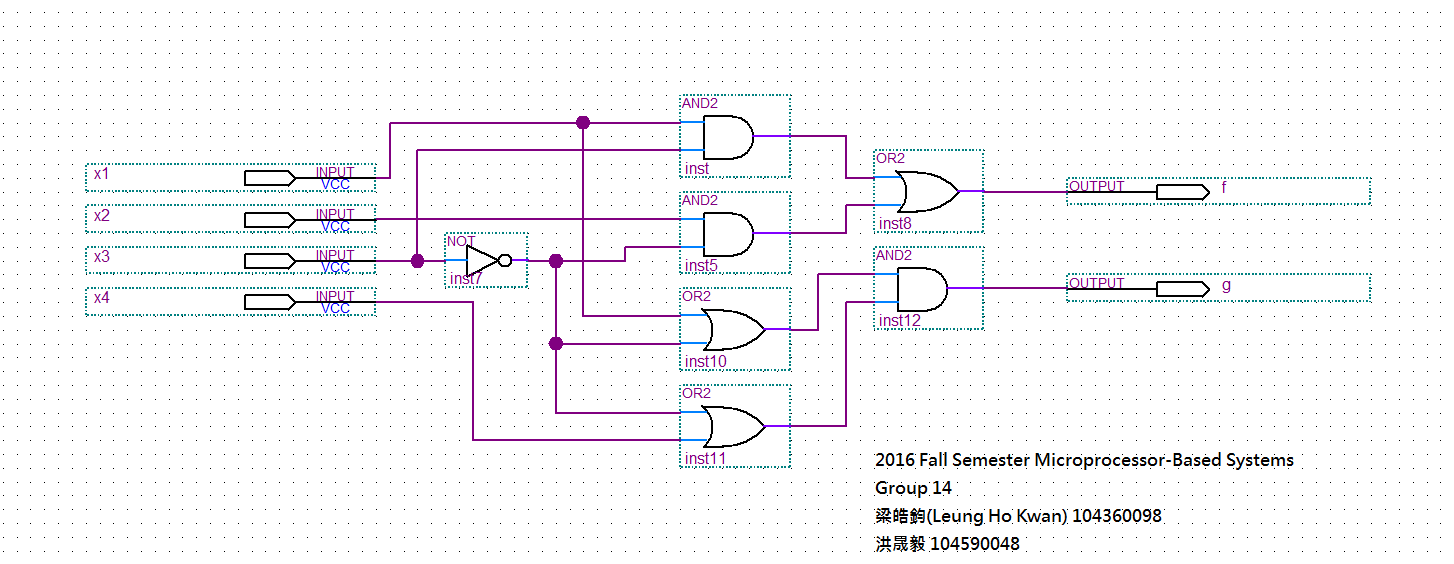 AND2
inst
x1
INPUT
VCC
OR2
inst8
OUTPUT
f
AND2
inst5
x2
INPUT
VCC
x3
INPUT
VCC
NOT
inst7
AND2
inst12
OUTPUT
g
x4
INPUT
VCC
OR2
inst10
OR2
inst11
2016 Fall Semester Microprocessor-Based Systems
Group 14
梁皓鈞(Leung Ho Kwan) 104360098
洪晟毅 104590048